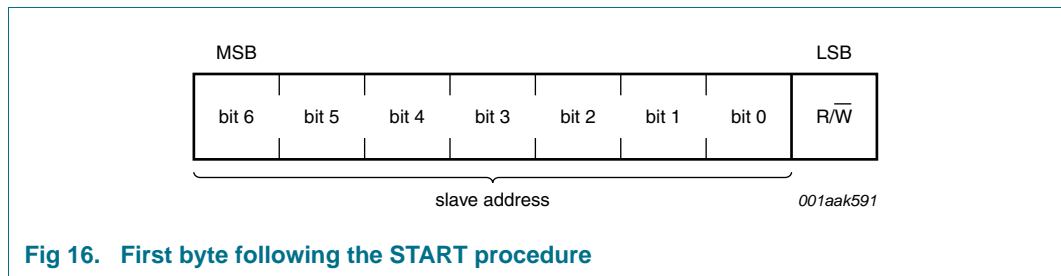 MSB LSB
bit 6 bit 5 bit 4 bit 3 bit 2 bit 1 bit 0 R/W̅
slave address 001aak591
Fig 16. First byte following the START procedure